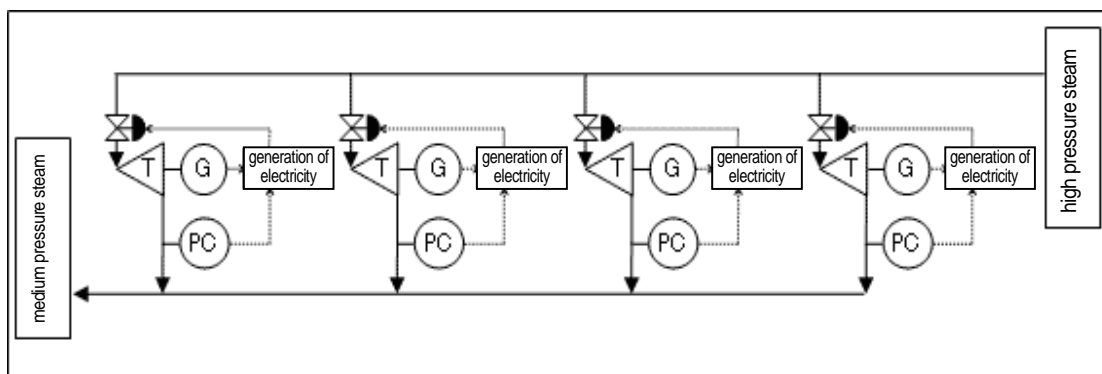 high pressure steam
medium pressure steam
T
G
generation of
electricity
PC
T
G
generation of
electricity
PC
T
G
generation of
electricity
PC
T
G
generation of
electricity
PC